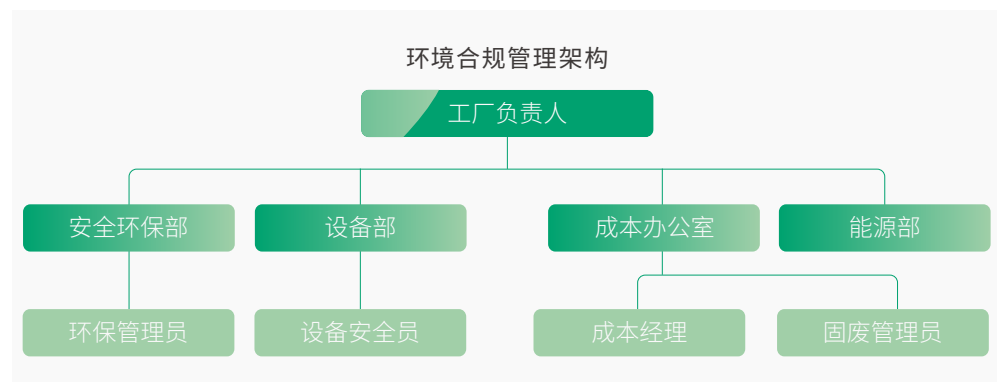 环境合规管理架构
工厂负责人
安全环保部
设备部
成本办公室
能源部
环保管理员
设备安全员
成本经理
固废管理员